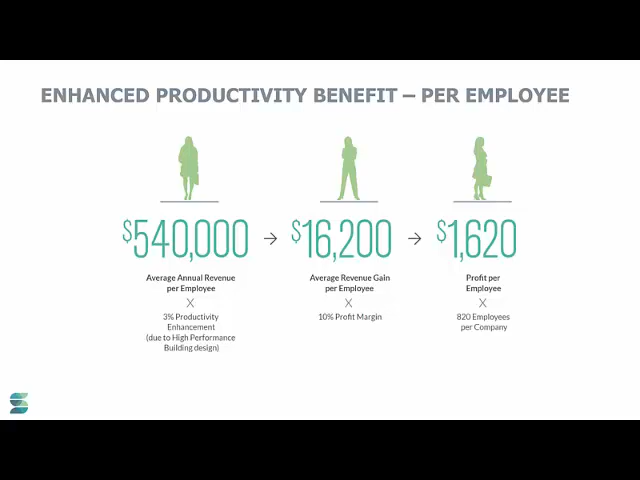 ENHANCED PRODUCTIVITY BENEFIT – PER EMPLOYEE
$540,000 → $16,200 → $1,620
Average Annual Revenue
per Employee
X
3% Productivity
Enhancement
(due to High Performance
Building design)
Average Revenue Gain
per Employee
X
10% Profit Margin
Profit per
Employee
X
820 Employees
per Company